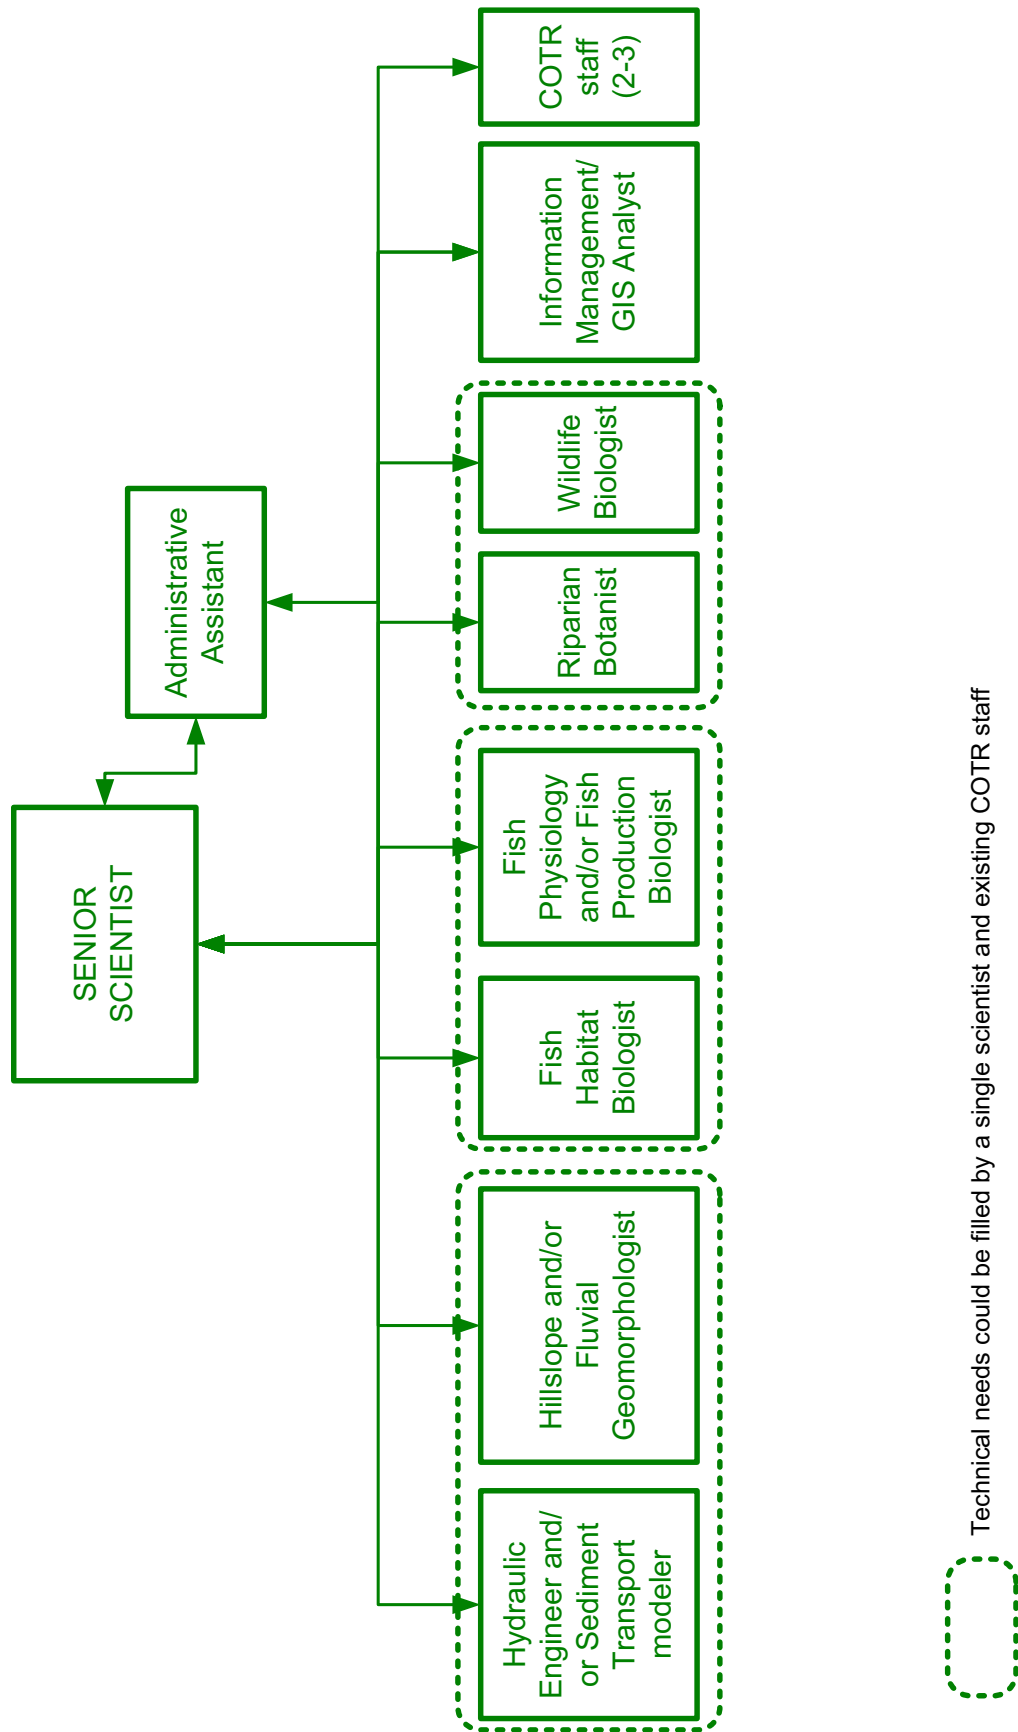 SENIOR
SCIENTIST
Administrative
Assistant
Hydraulic
Engineer and/
or Sediment
Transport
modeler
Hillslope and/or
Fluvial
Geomorphologist
Fish
Habitat
Biologist
Fish
Physiology
and/or Fish
Production
Biologist
Riparian
Botanist
Wildlife
Biologist
Information
Management/
GIS Analyst
COTR
staff
(2-3)
Technical needs could be filled by a single scientist and existing COTR staff